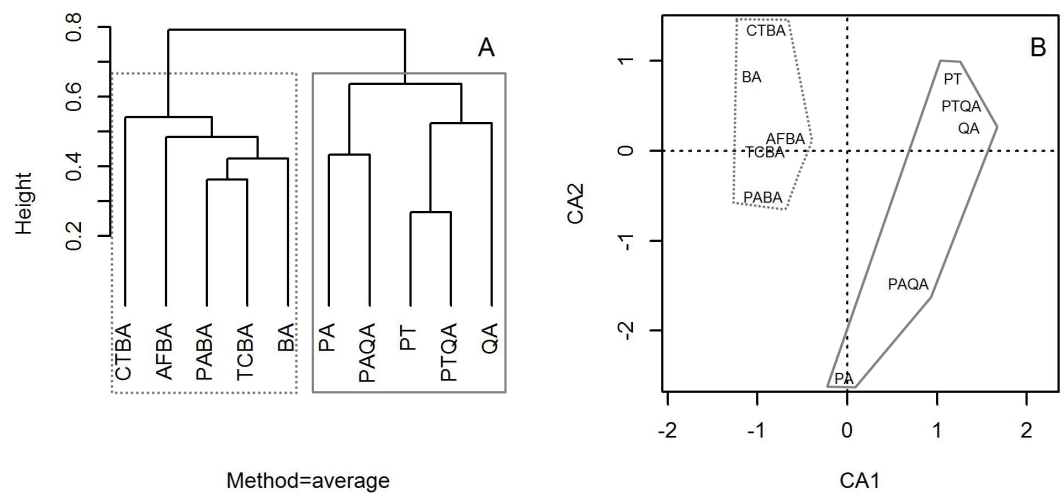 A
0.8
0.6
0.4
0.2
Height
CTBA
AFBA
PABA
TCBA
BA
PA
PAQA
PT
PTQA
QA
Method=average
B
CTBA
BA
PT
PTQA
QA
AFBA
TCBA
PABA
PAQA
PA
1
0
-1
-2
CA2
-2 -1 0 1 2
CA1